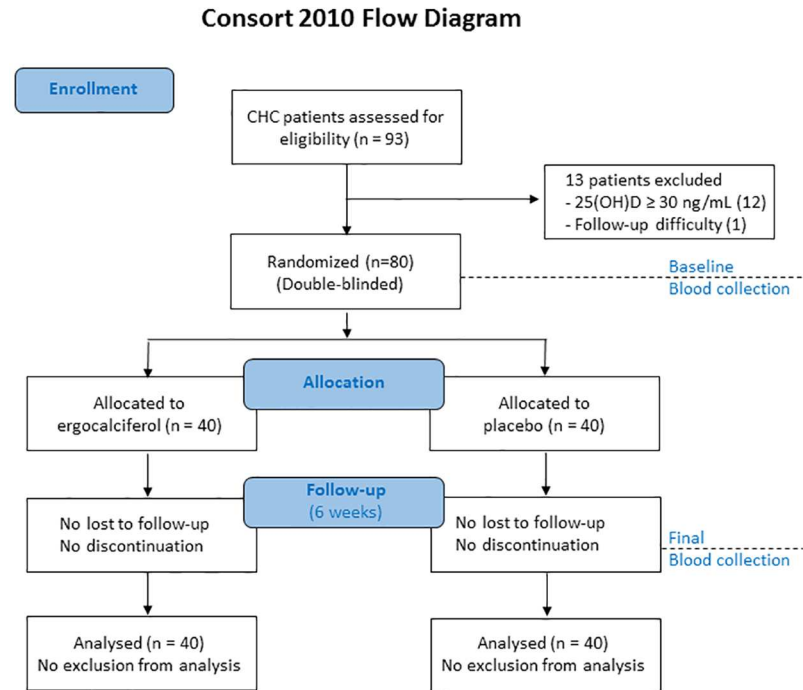 Consort 2010 Flow Diagram
Enrollment
CHC patients assessed for
eligibility (n = 93)
13 patients excluded
- 25(OH)D ≥ 30 ng/mL (12)
- Follow-up difficulty (1)
Randomized (n=80)
(Double-blinded)
Baseline
Blood collection
Allocation
Allocated to
ergocalciferol (n = 40)
Allocated to
placebo (n = 40)
Follow-up
(6 weeks)
No lost to follow-up
No discontinuation
No lost to follow-up
No discontinuation
Final
Blood collection
Analysed (n = 40)
No exclusion from analysis
Analysed (n = 40)
No exclusion from analysis